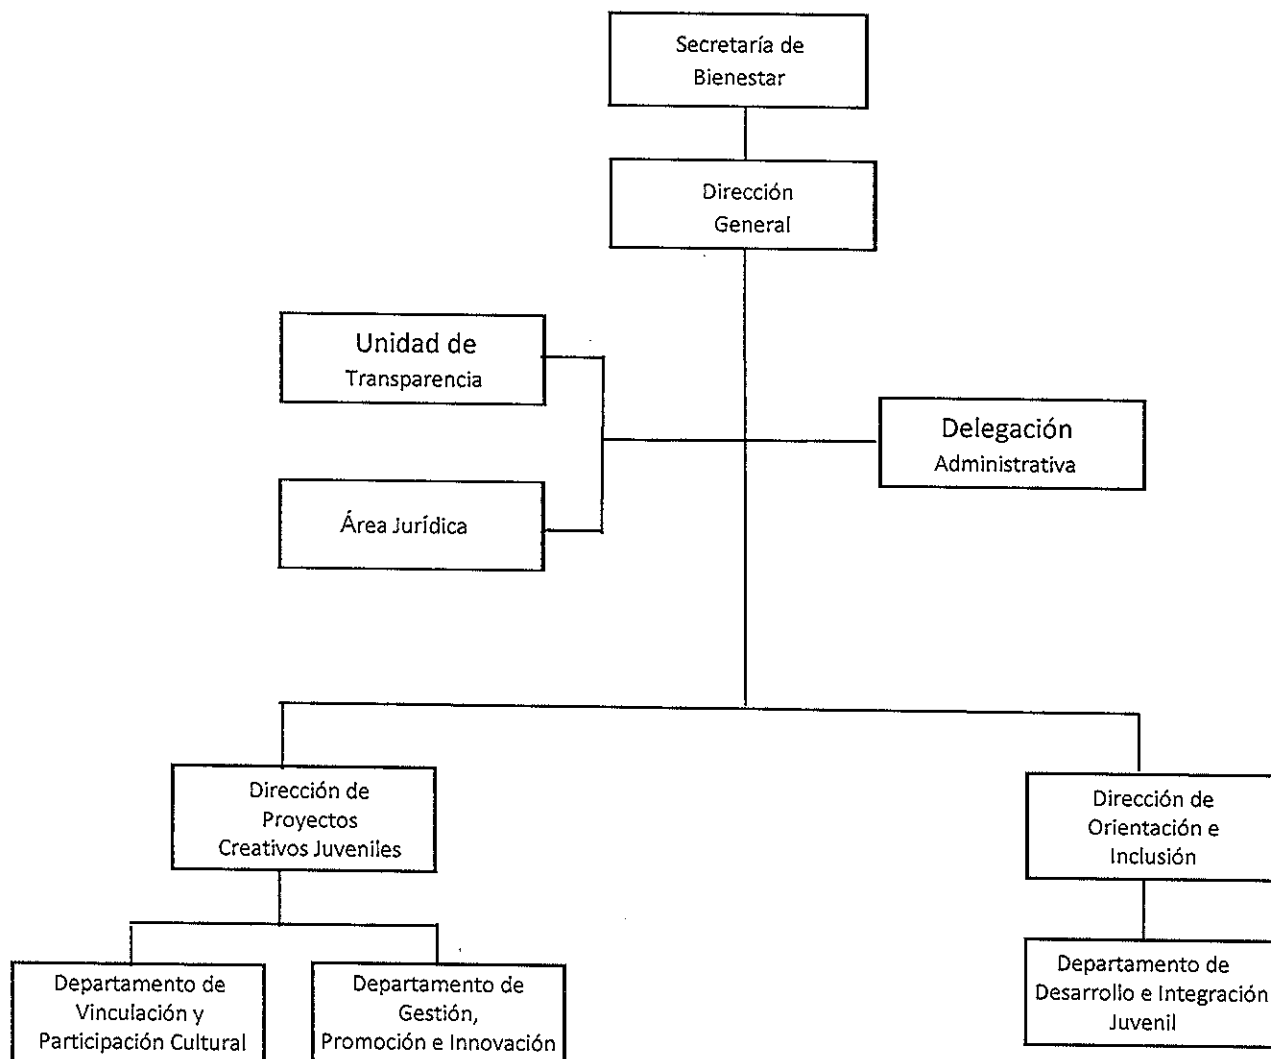 Secretaría de
Bienestar
Dirección
General
Unidad de
Transparencia
Delegación
Administrativa
Área Jurídica
Dirección de
Proyectos
Creativos Juveniles
Dirección de
Orientación e
Inclusión
Departamento de
Vinculación y
Participación Cultural
Departamento de
Gestión,
Promoción e Innovación
Departamento de
Desarrollo e Integración
Juvenil